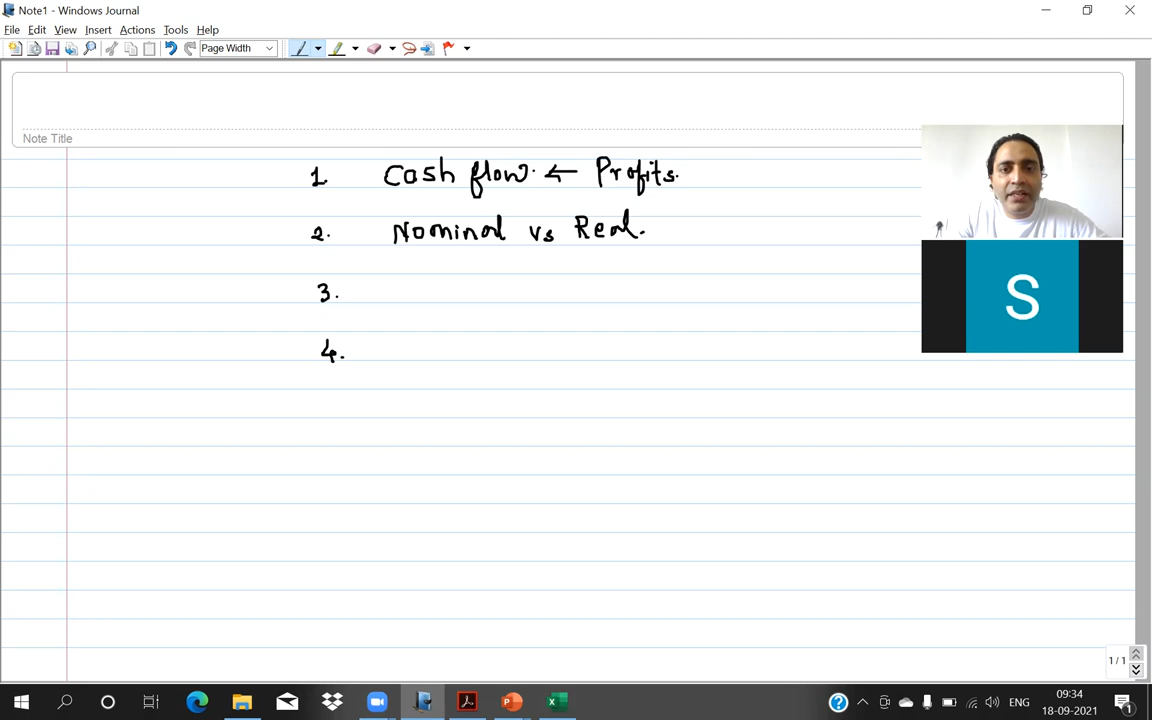 Note1 - Windows Journal
File Edit View Insert Actions Tools Help
Page Width
Note Title
1 Cash flow. ← Profits.
2. Nominal vs Real.
3.
4.
S
1 / 1
ENG
09:34
18-09-2021
1